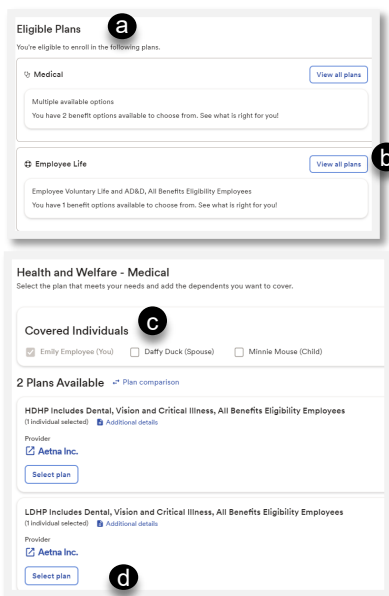 Eligible Plans
a
You're eligible to enroll in the following plans.
Medical
View all plans
Multiple available options
You have 2 benefit options available to choose from. See what is right for you!
b
Employee Life
View all plans
Employee Voluntary Life and AD&D, All Benefits Eligibility Employees
You have 1 benefit options available to choose from. See what is right for you!
Health and Welfare - Medical
Select the plan that meets your needs and add the dependents you want to cover.
c
Covered Individuals
Emily Employee (You) Daffy Duck (Spouse) Minnie Mouse (Child)
2 Plans Available Plan comparison
HDHP Includes Dental, Vision and Critical Illness, All Benefits Eligibility Employees
(1 individual selected) Additional details
Provider
Aetna Inc.
Select plan
LDHP Includes Dental, Vision and Critical Illness, All Benefits Eligibility Employees
(1 individual selected) Additional details
Provider
Aetna Inc.
Select plan
d